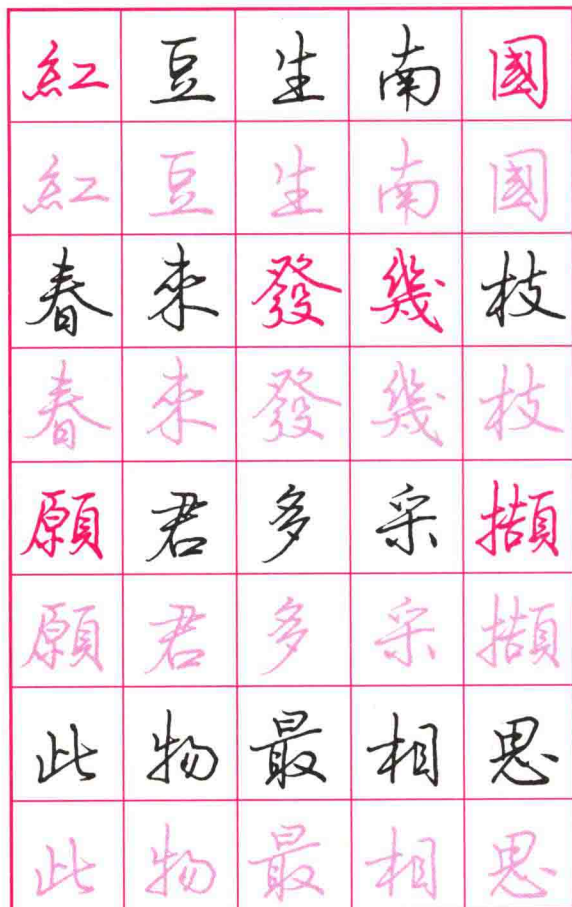 紅豆生南國
紅豆生南國
春來發幾枝
春來發幾枝
願君多采擷
願君多采擷
此物最相思
此物最相思